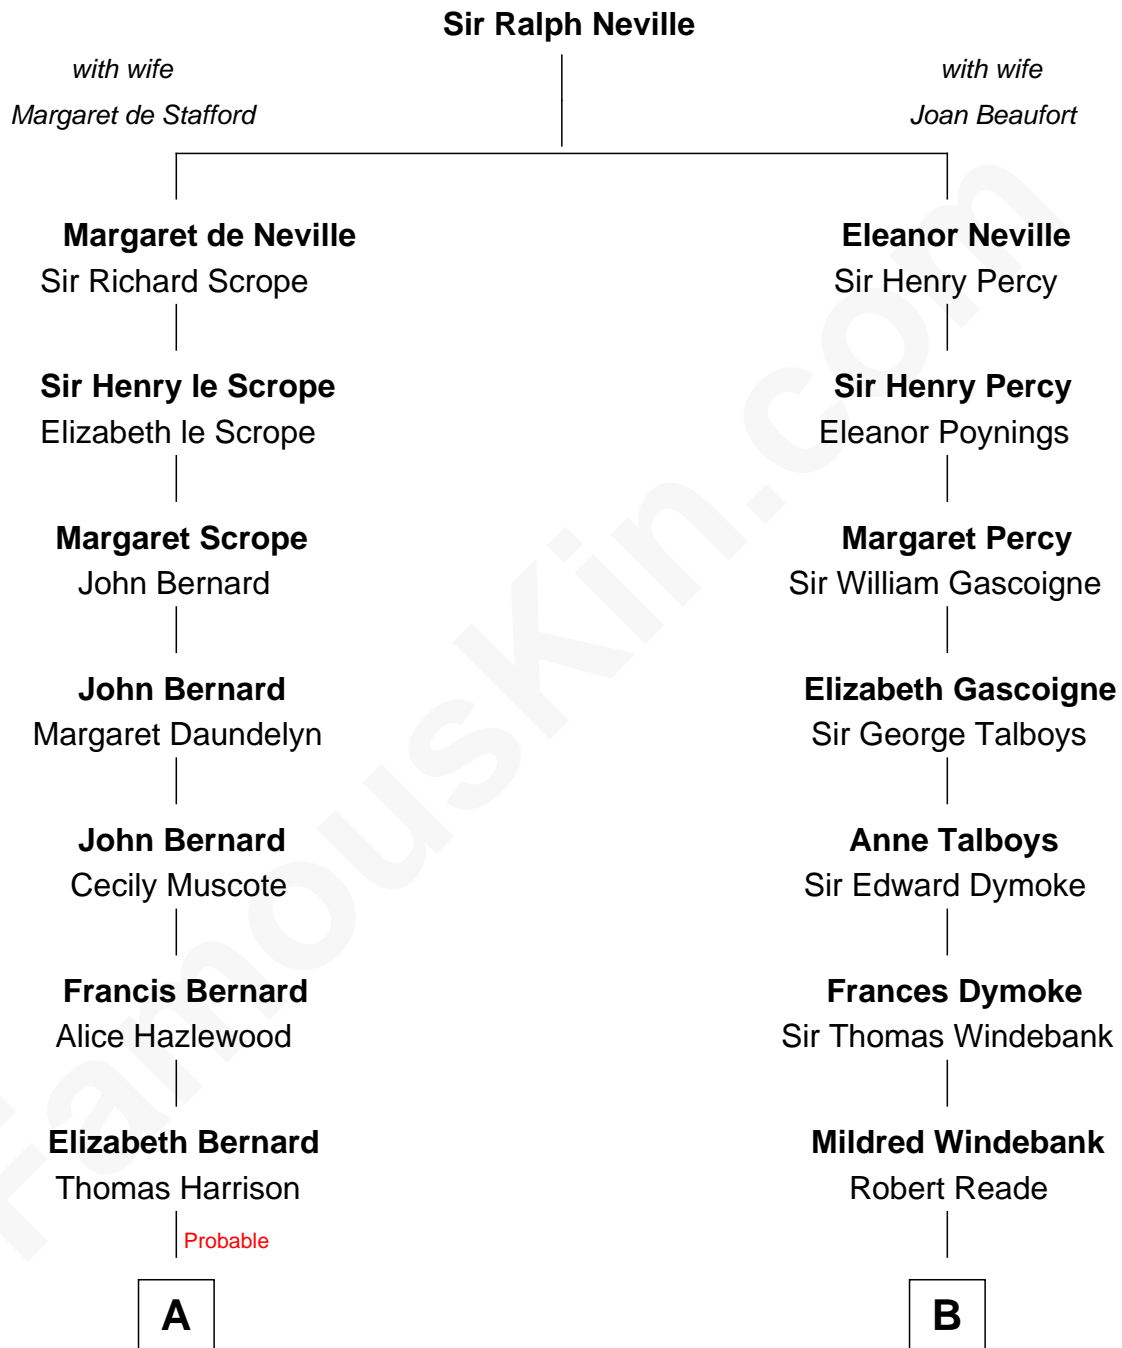 Sir Ralph Neville
with wife
Margaret de Stafford
with wife
Joan Beaufort
Margaret de Neville
Sir Richard Scrope
Eleanor Neville
Sir Henry Percy
Sir Henry le Scrope
Elizabeth le Scrope
Sir Henry Percy
Eleanor Poynings
Margaret Scrope
John Bernard
Margaret Percy
Sir William Gascoigne
John Bernard
Margaret Daundelyn
Elizabeth Gascoigne
Sir George Talboys
John Bernard
Cecily Muscote
Anne Talboys
Sir Edward Dymoke
Francis Bernard
Alice Hazlewood
Frances Dymoke
Sir Thomas Windebank
Elizabeth Bernard
Thomas Harrison
Mildred Windebank
Robert Reade
Probable
A
B
FamousKin.com